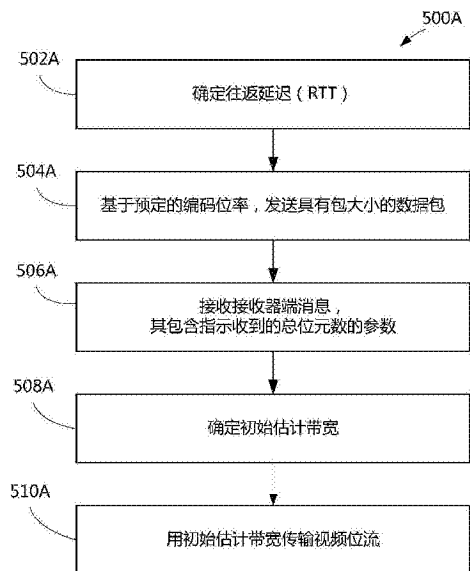 500A
502A
确定往返延迟（RTT）
504A
基于预定的编码位率，发送具有包大小的数据包
506A
接收接收器端消息，
其包含指示收到的总位元数的参数
508A
确定初始估计带宽
510A
用初始估计带宽传输视频位流